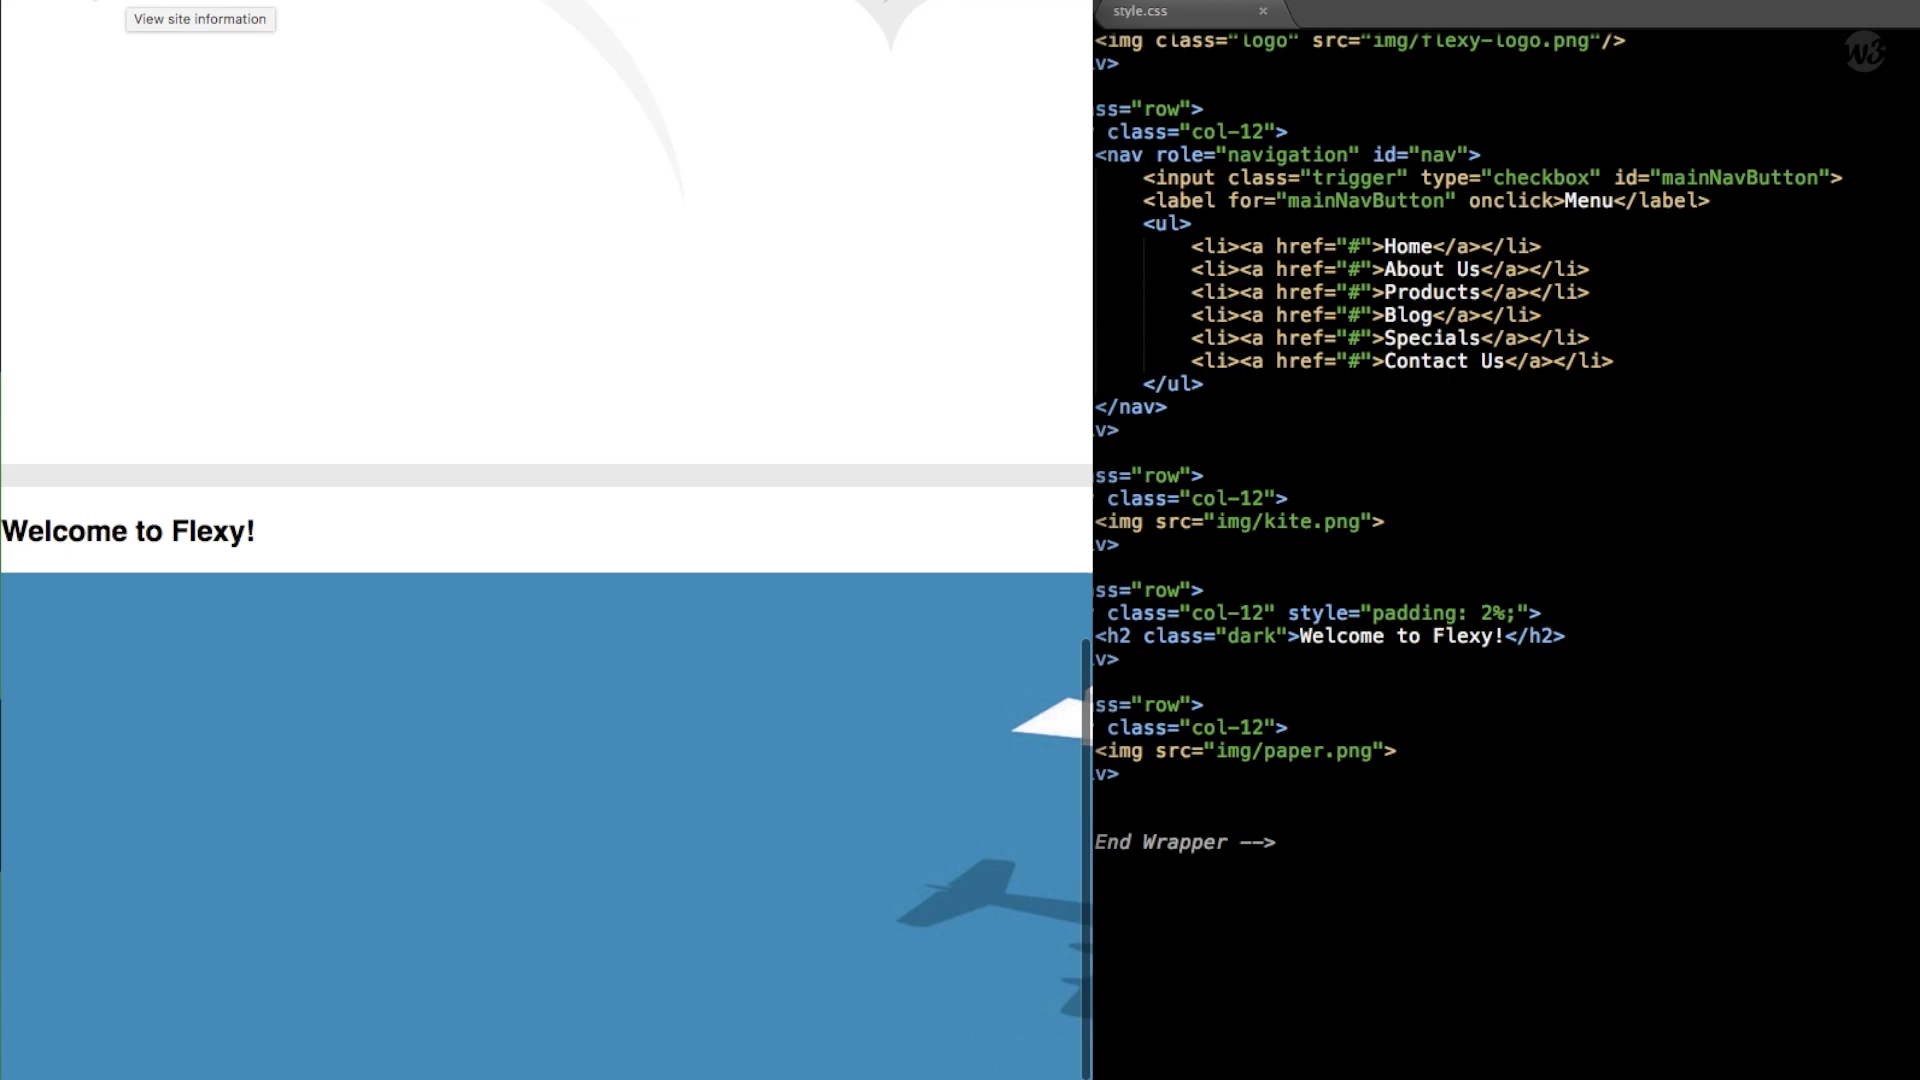 View site information
Welcome to Flexy!
style.css ×
<img class="logo" src="img/flexy-logo.png"/>
v>
ss="row">
class="col-12">
<nav role="navigation" id="nav">
<input class="trigger" type="checkbox" id="mainNavButton">
<label for="mainNavButton" onclick>Menu</label>
<ul>
<li><a href="#">Home</a></li>
<li><a href="#">About Us</a></li>
<li><a href="#">Products</a></li>
<li><a href="#">Blog</a></li>
<li><a href="#">Specials</a></li>
<li><a href="#">Contact Us</a></li>
</ul>
</nav>
v>
ss="row">
class="col-12">
<img src="img/kite.png">
v>
ss="row">
class="col-12" style="padding: 2%;">
<h2 class="dark">Welcome to Flexy!</h2>
v>
ss="row">
class="col-12">
<img src="img/paper.png">
v>
End Wrapper -->
W3